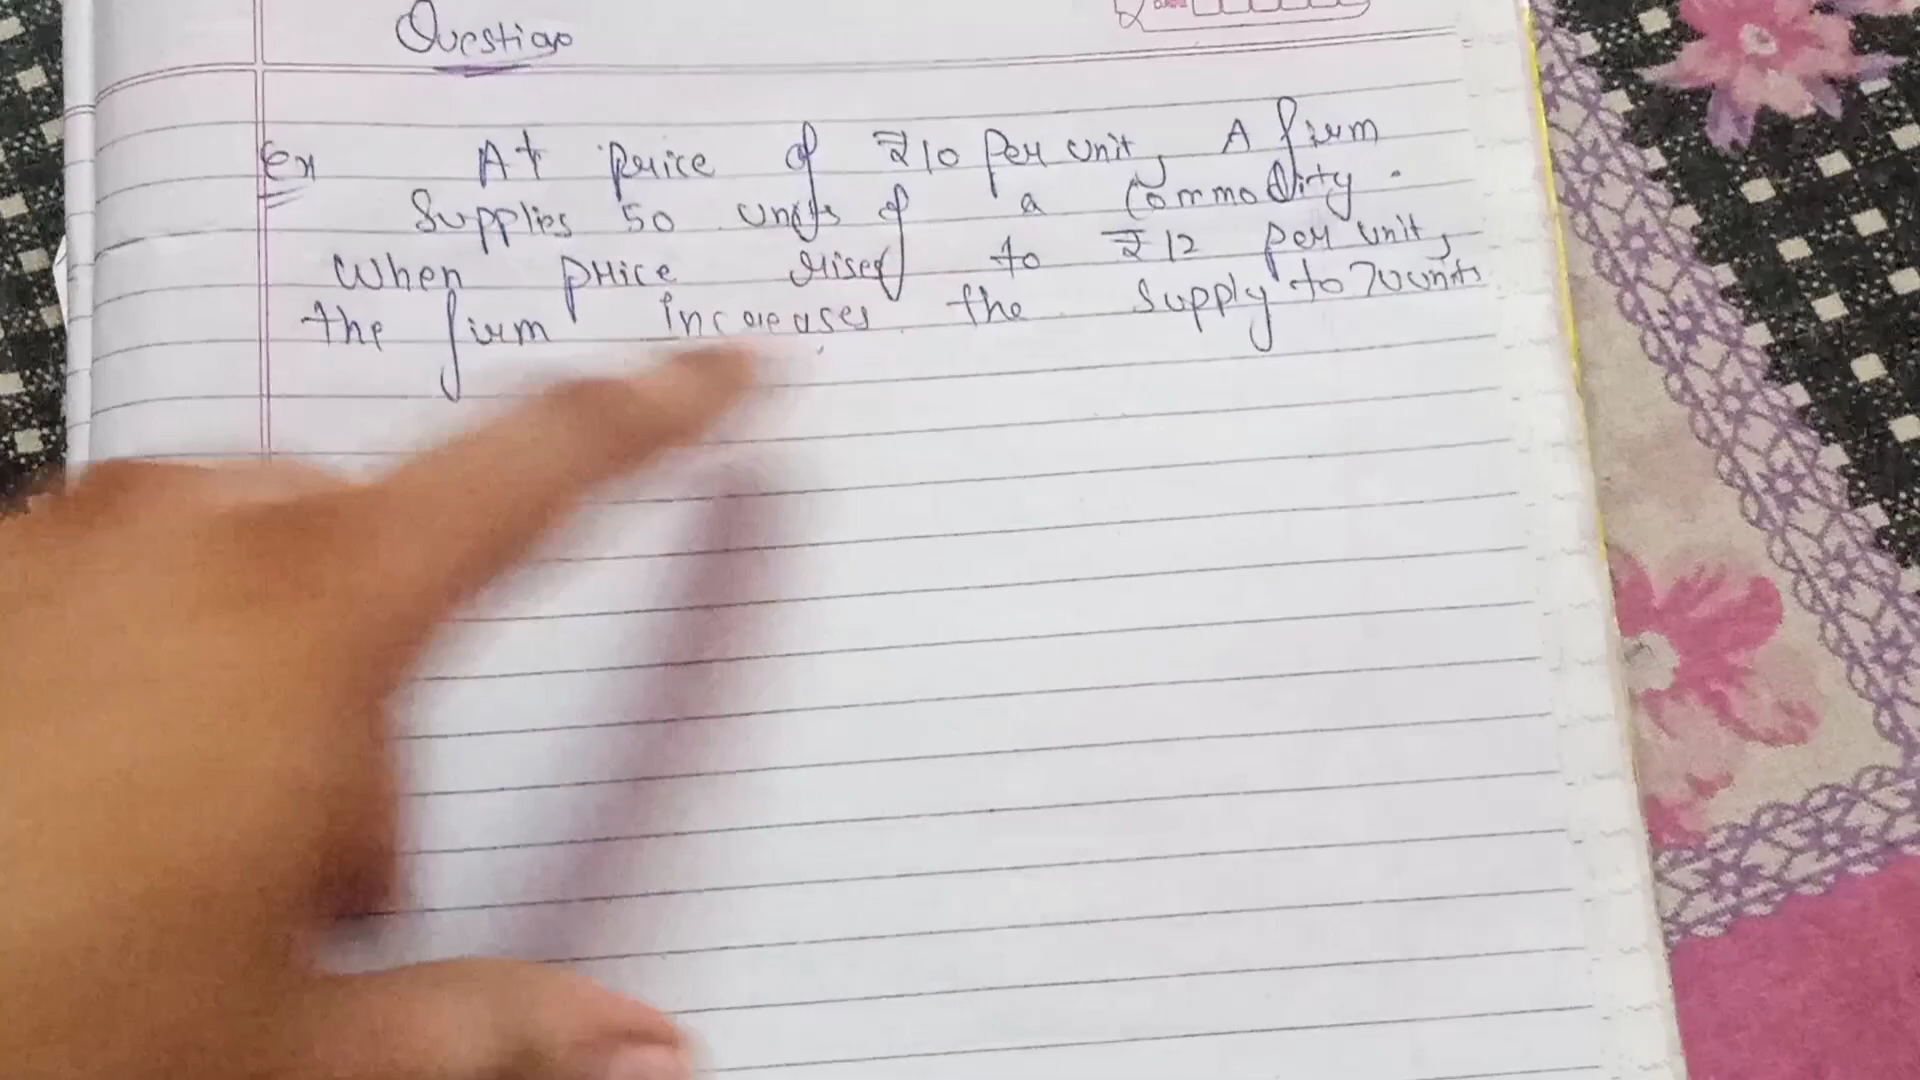 Question
Ex At price of ₹10 Per unit, A firm
Supplies 50 units of a Commodity.
When price rises to ₹12 per unit,
the firm increases the Supply to 70 units